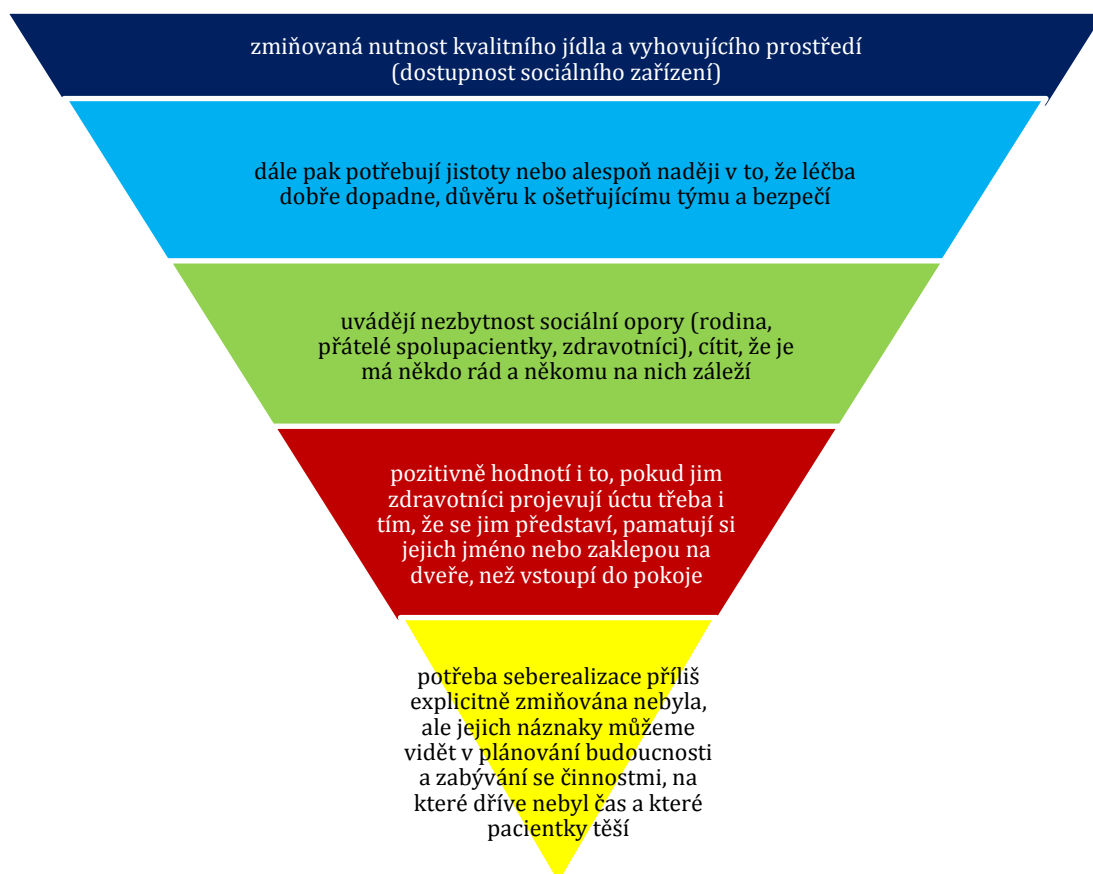 zmiňovaná nutnost kvalitního jídla a vyhovujícího prostředí
(dostupnost sociálního zařízení)
dále pak potřebují jistoty nebo alespoň naději v to, že léčba
dobře dopadne, důvěru k ošetřujícímu týmu a bezpečí
uvádějí nezbytnost sociální opory (rodina,
přátelé spolupacientky, zdravotníci), cítit, že je
má někdo rád a někomu na nich záleží
pozitivně hodnotí i to, pokud jim
zdravotníci projevují úctu třeba i
tím, že se jim představí, pamatují si
jejich jméno nebo zaklepou na
dveře, než vstoupí do pokoje
potřeba seberealizace příliš
explicitně zmiňována nebyla,
ale jejich náznaky můžeme
vidět v plánování budoucnosti
a zabývání se činnostmi, na
které dříve nebyl čas a které
pacientky těší